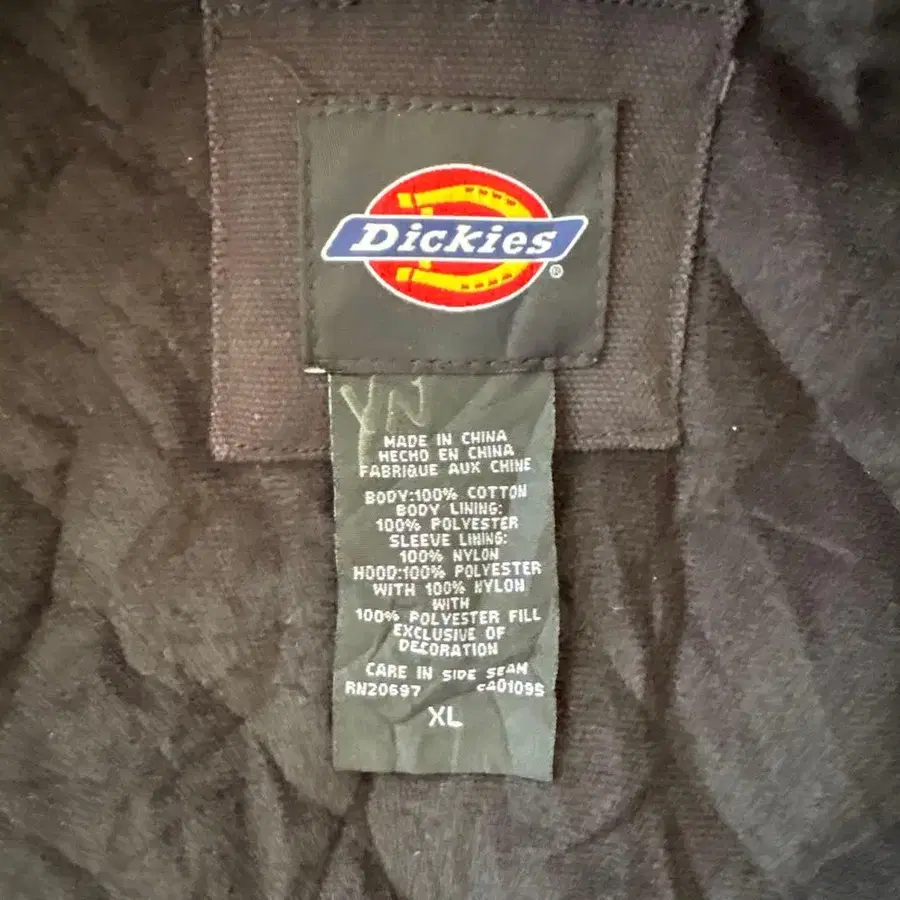 Dickies
®
YN
MADE IN CHINA
HECHO EN CHINA
FABRIQUE AUX CHINE
BODY:100% COTTON
BODY LINING:
100% POLYESTER
SLEEVE LINING:
100% NYLON
HOOD:100% POLYESTER
WITH 100% NYLON
WITH
100% POLYESTER FILL
EXCLUSIVE OF
DECORATION
CARE IN SIDE SEAM
RN20697 CA01095
XL